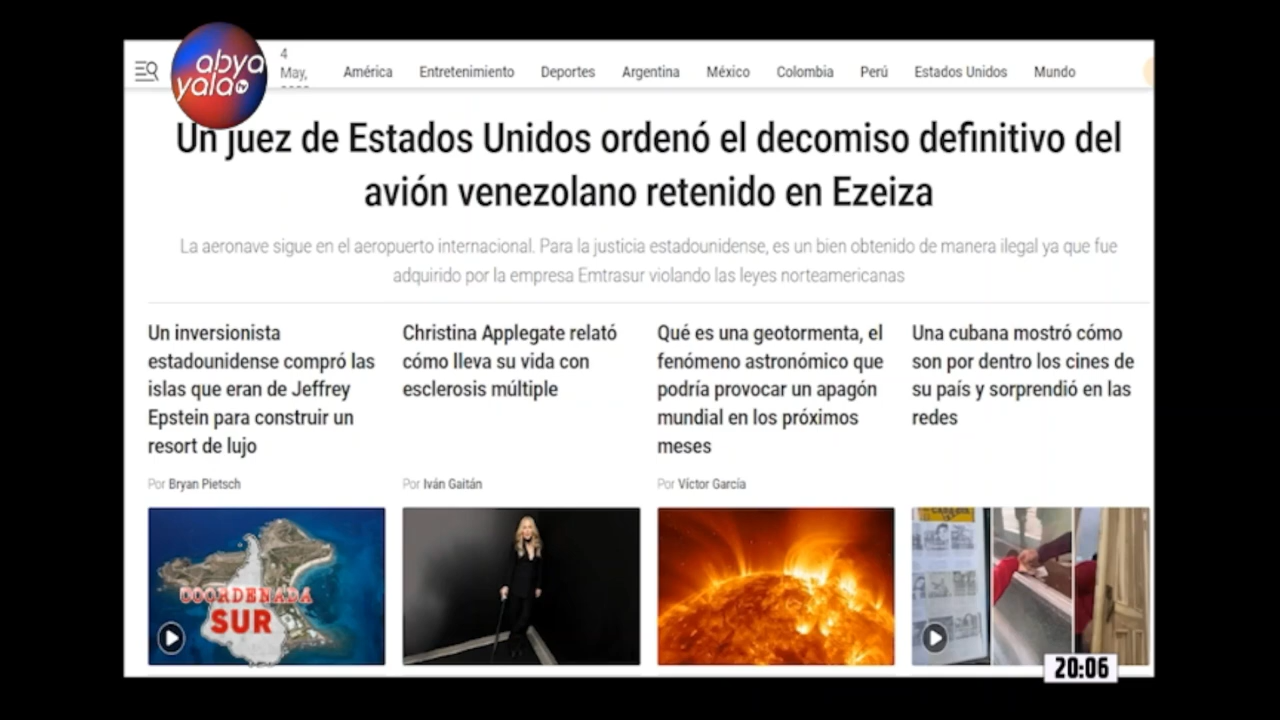 abya
yala tv
4
May,
América Entretenimiento Deportes Argentina México Colombia Perú Estados Unidos Mundo
Un juez de Estados Unidos ordenó el decomiso definitivo del
avión venezolano retenido en Ezeiza
La aeronave sigue en el aeropuerto internacional. Para la justicia estadounidense, es un bien obtenido de manera ilegal ya que fue
adquirido por la empresa Emtrasur violando las leyes norteamericanas
Un inversionista
estadounidense compró las
islas que eran de Jeffrey
Epstein para construir un
resort de lujo
Por Bryan Pietsch
Christina Applegate relató
cómo lleva su vida con
esclerosis múltiple
Por Iván Gaitán
Qué es una geotormenta, el
fenómeno astronómico que
podría provocar un apagón
mundial en los próximos
meses
Por Víctor García
Una cubana mostró cómo
son por dentro los cines de
su país y sorprendió en las
redes
COORDENADA
SUR
20:06